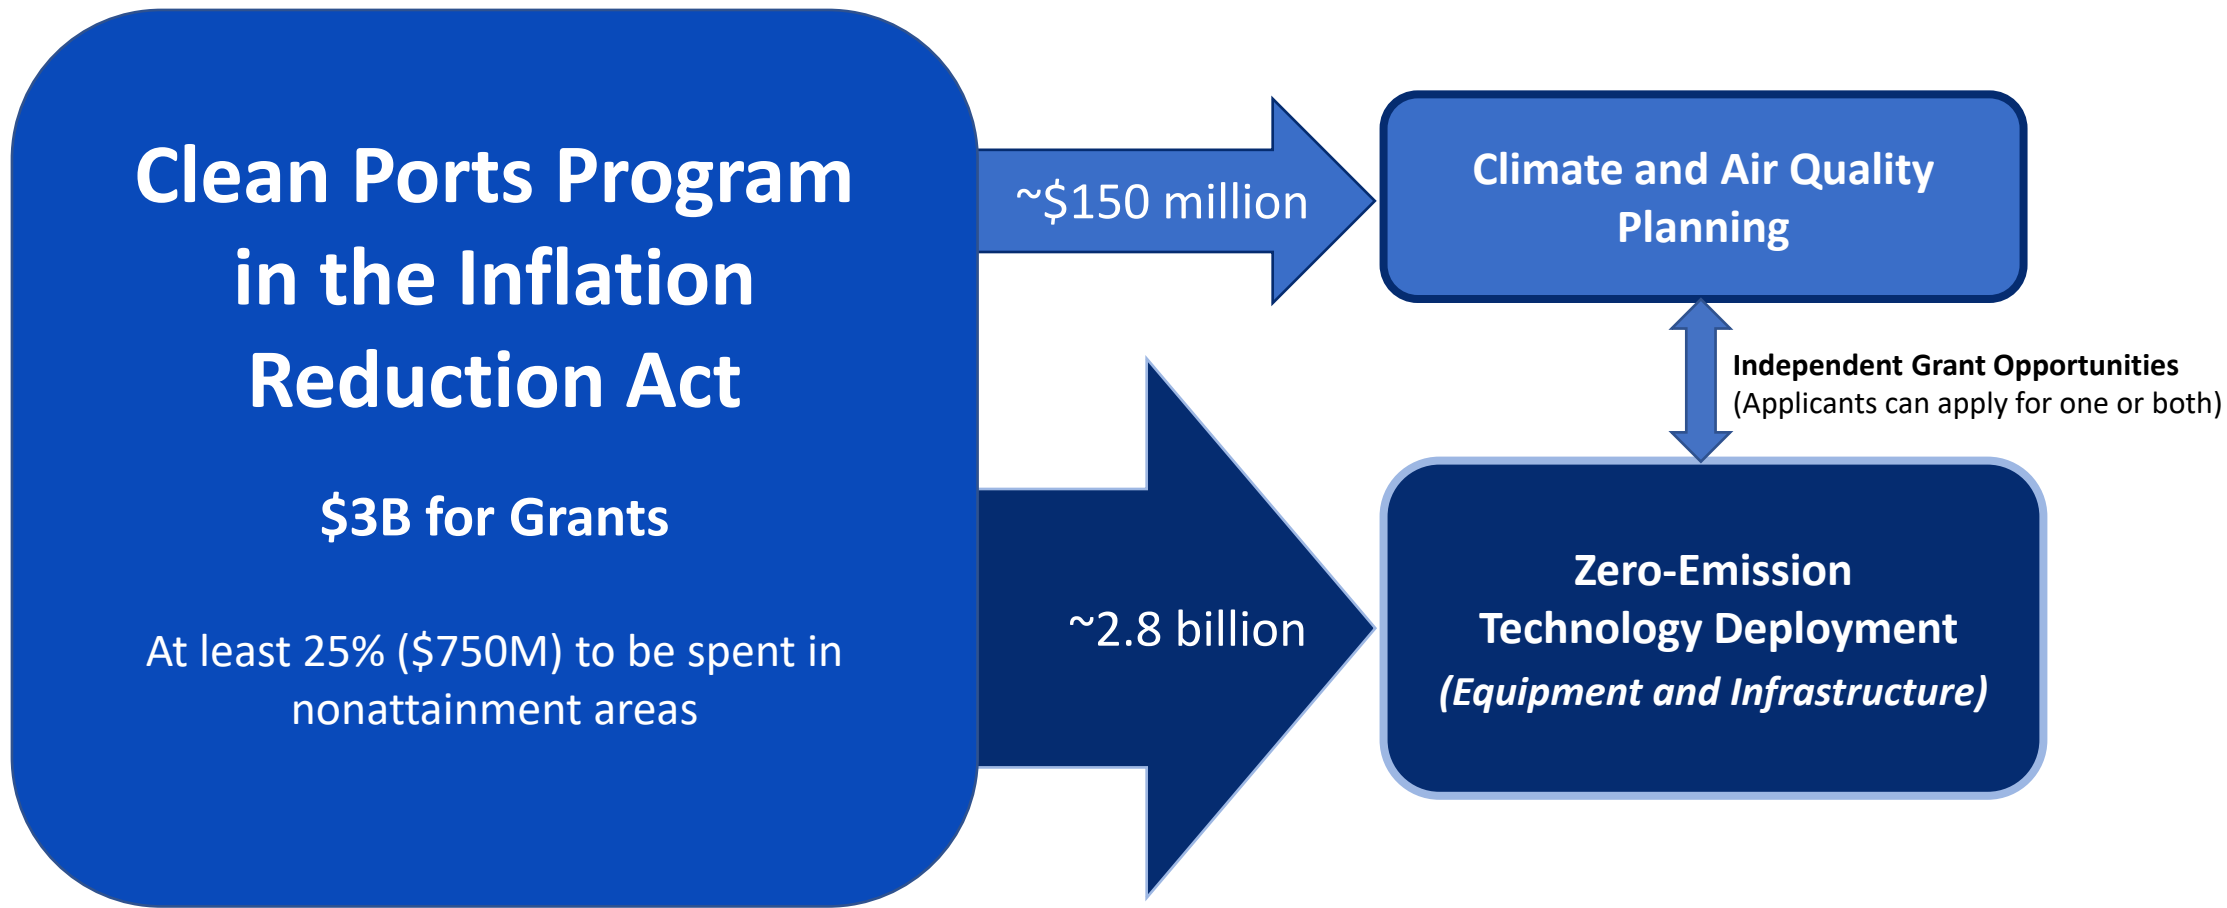 Clean Ports Program
in the Inflation
Reduction Act
$3B for Grants
At least 25% ($750M) to be spent in
nonattainment areas
~$150 million
Climate and Air Quality
Planning
Independent Grant Opportunities
(Applicants can apply for one or both)
~2.8 billion
Zero-Emission
Technology Deployment
(Equipment and Infrastructure)